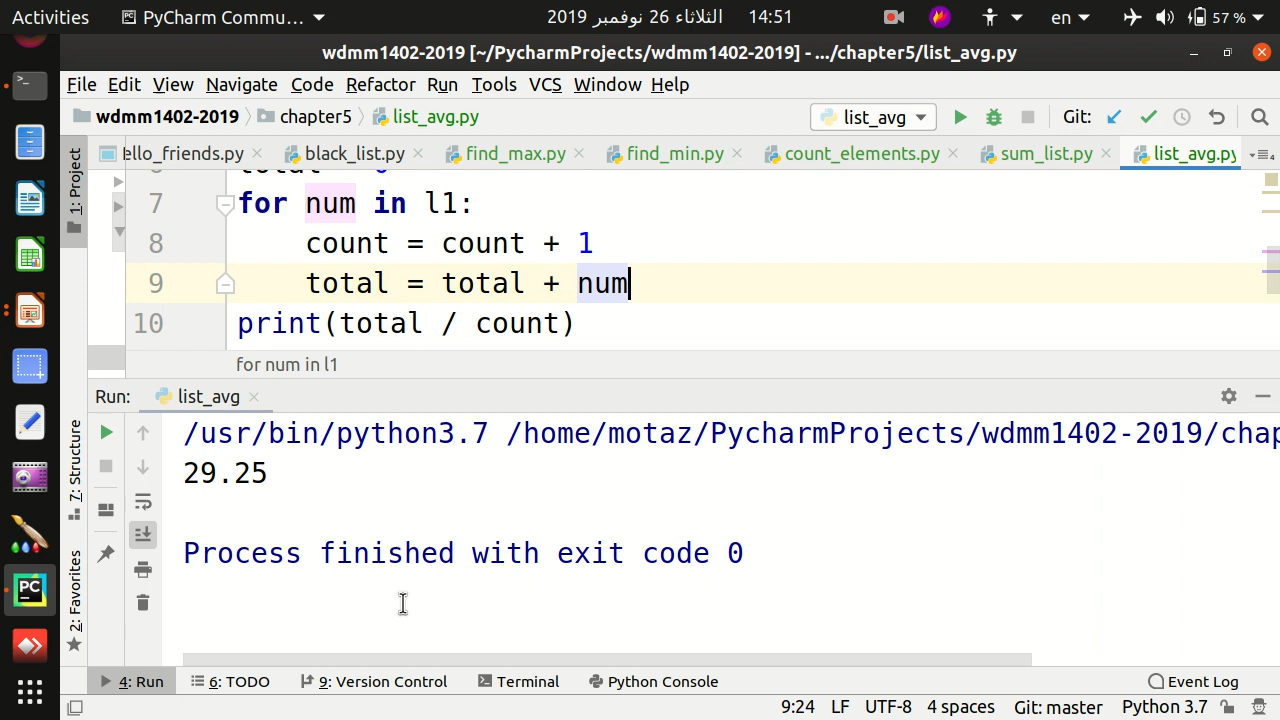 Activities PyCharm Commu... الثلاثاء 26 نوفمبر 2019 14:51 en 57 %
wdmm1402-2019 [~/PycharmProjects/wdmm1402-2019] - .../chapter5/list_avg.py
File Edit View Navigate Code Refactor Run Tools VCS Window Help
wdmm1402-2019 chapter5 list_avg.py list_avg Git:
ello_friends.py black_list.py find_max.py find_min.py count_elements.py sum_list.py list_avg.py
1: Project
7 for num in l1:
8 count = count + 1
9 total = total + num
10 print(total / count)
for num in l1
Run: list_avg
/usr/bin/python3.7 /home/motaz/PycharmProjects/wdmm1402-2019/chap
29.25
Process finished with exit code 0
7: Structure
2: Favorites
4: Run 6: TODO 9: Version Control Terminal Python Console Event Log
9:24 LF UTF-8 4 spaces Git: master Python 3.7